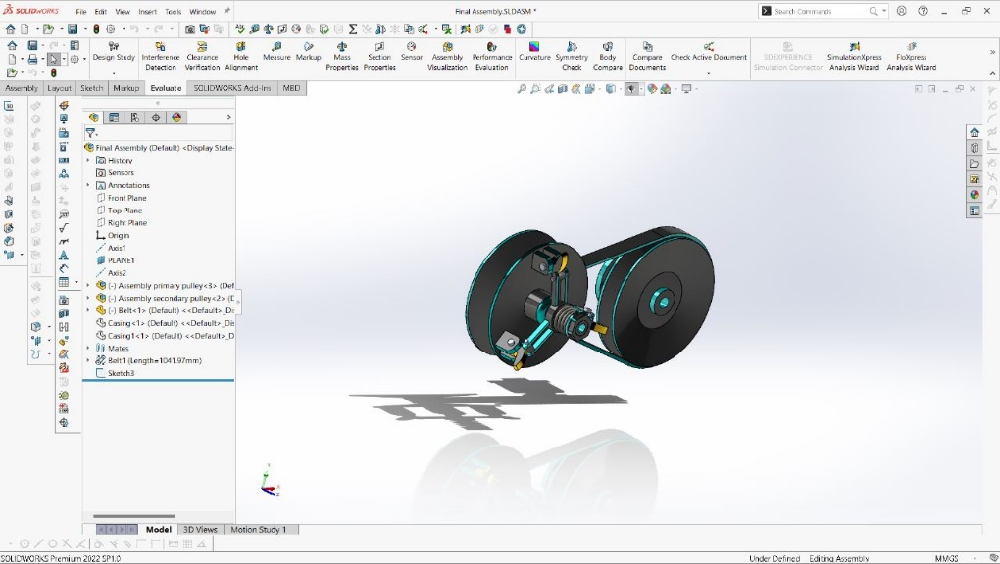 SOLIDWORKS File Edit View Insert Tools Window Final Assembly.SLDASM * Search Commands
Design Study Interference Detection Clearance Verification Hole Alignment Measure Markup Mass Properties Section Properties Sensor Assembly Visualization Performance Evaluation Curvature Symmetry Check Body Compare Compare Documents Check Active Document 3DEXPERIENCE Simulation Connector SimulationXpress Analysis Wizard FloXpress Analysis Wizard
Assembly Layout Sketch Markup Evaluate SOLIDWORKS Add-Ins MBD
Final Assembly (Default) <Display State-
History
Sensors
Annotations
Front Plane
Top Plane
Right Plane
Origin
Axis1
PLANE1
Axis2
(-) Assembly primary pulley<3> (Def
(-) Assembly secondary pulley<2> (D
(-) Belt<1> (Default) <<Default>_Di
Casing<1> (Default) <<Default>_Dis
Casing1<1> (Default) <<Default>_D
Mates
Belt1 (Length=1041.97mm)
Sketch3
Model 3D Views Motion Study 1
SOLIDWORKS Premium 2022 SP1.0 Under Defined Editing Assembly MMGS